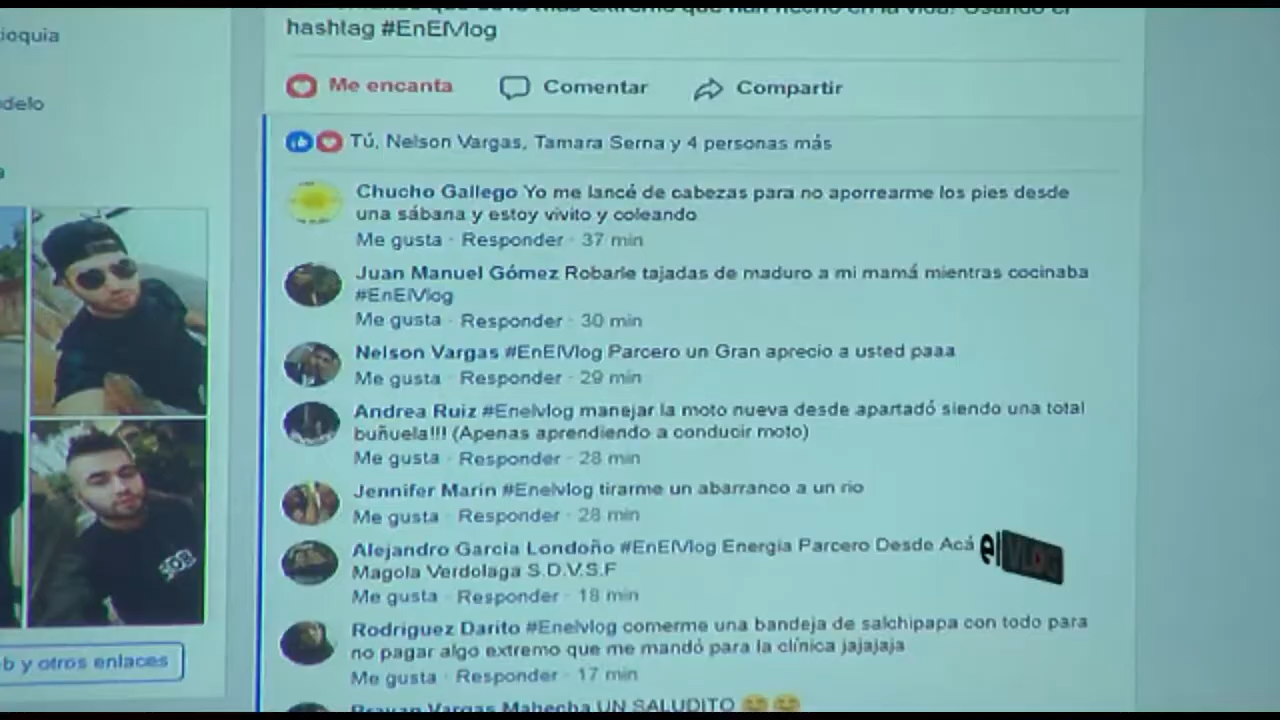 hashtag #EnElVlog
Me encanta Comentar Compartir
Tú, Nelson Vargas, Tamara Serna y 4 personas más
Chucho Gallego Yo me lancé de cabezas para no aporrearme los pies desde
una sábana y estoy vivito y coleando
Me gusta · Responder · 37 min
Juan Manuel Gómez Robarle tajadas de maduro a mi mamá mientras cocinaba
#EnElVlog
Me gusta · Responder · 30 min
Nelson Vargas #EnElVlog Parcero un Gran aprecio a usted paaa
Me gusta · Responder · 29 min
Andrea Ruiz #Enelvlog manejar la moto nueva desde apartadó siendo una total
buñuela!!! (Apenas aprendiendo a conducir moto)
Me gusta · Responder · 28 min
Jennifer Marin #Enelvlog tirarme un abarranco a un rio
Me gusta · Responder · 28 min
Alejandro Garcia Londoño #EnElVlog Energia Parcero Desde Acá
Magola Verdolaga S.D.V.S.F
Me gusta · Responder · 18 min
Rodriguez Darito #Enelvlog comerme una bandeja de salchipapa con todo para
no pagar algo extremo que me mandó para la clínica jajajaja
Me gusta · Responder · 17 min
Brayan Vargas Mahecha UN SALUDITO
ioquia
delo
a
b y otros enlaces
el VLOG